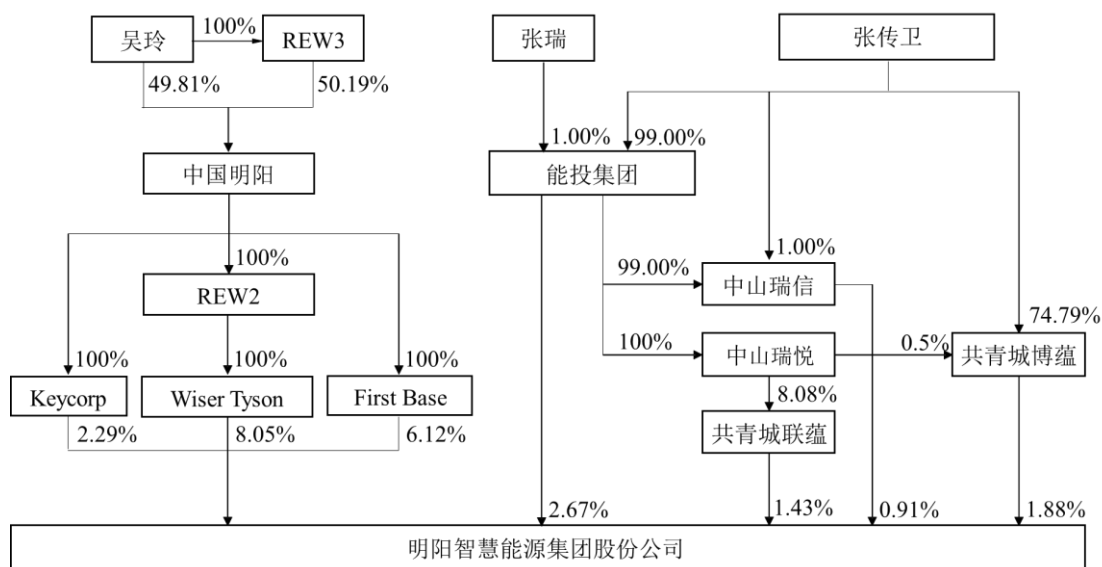 吴玲
100%
REW3
张瑞
张传卫
49.81%
50.19%
1.00%
99.00%
中国明阳
能投集团
100%
1.00%
99.00%
REW2
中山瑞信
74.79%
100%
100%
100%
100%
中山瑞悦
0.5%
共青城博蕴
Keycorp
Wiser Tyson
First Base
8.08%
2.29%
8.05%
6.12%
共青城联蕴
2.67%
1.43%
0.91%
1.88%
明阳智慧能源集团股份公司